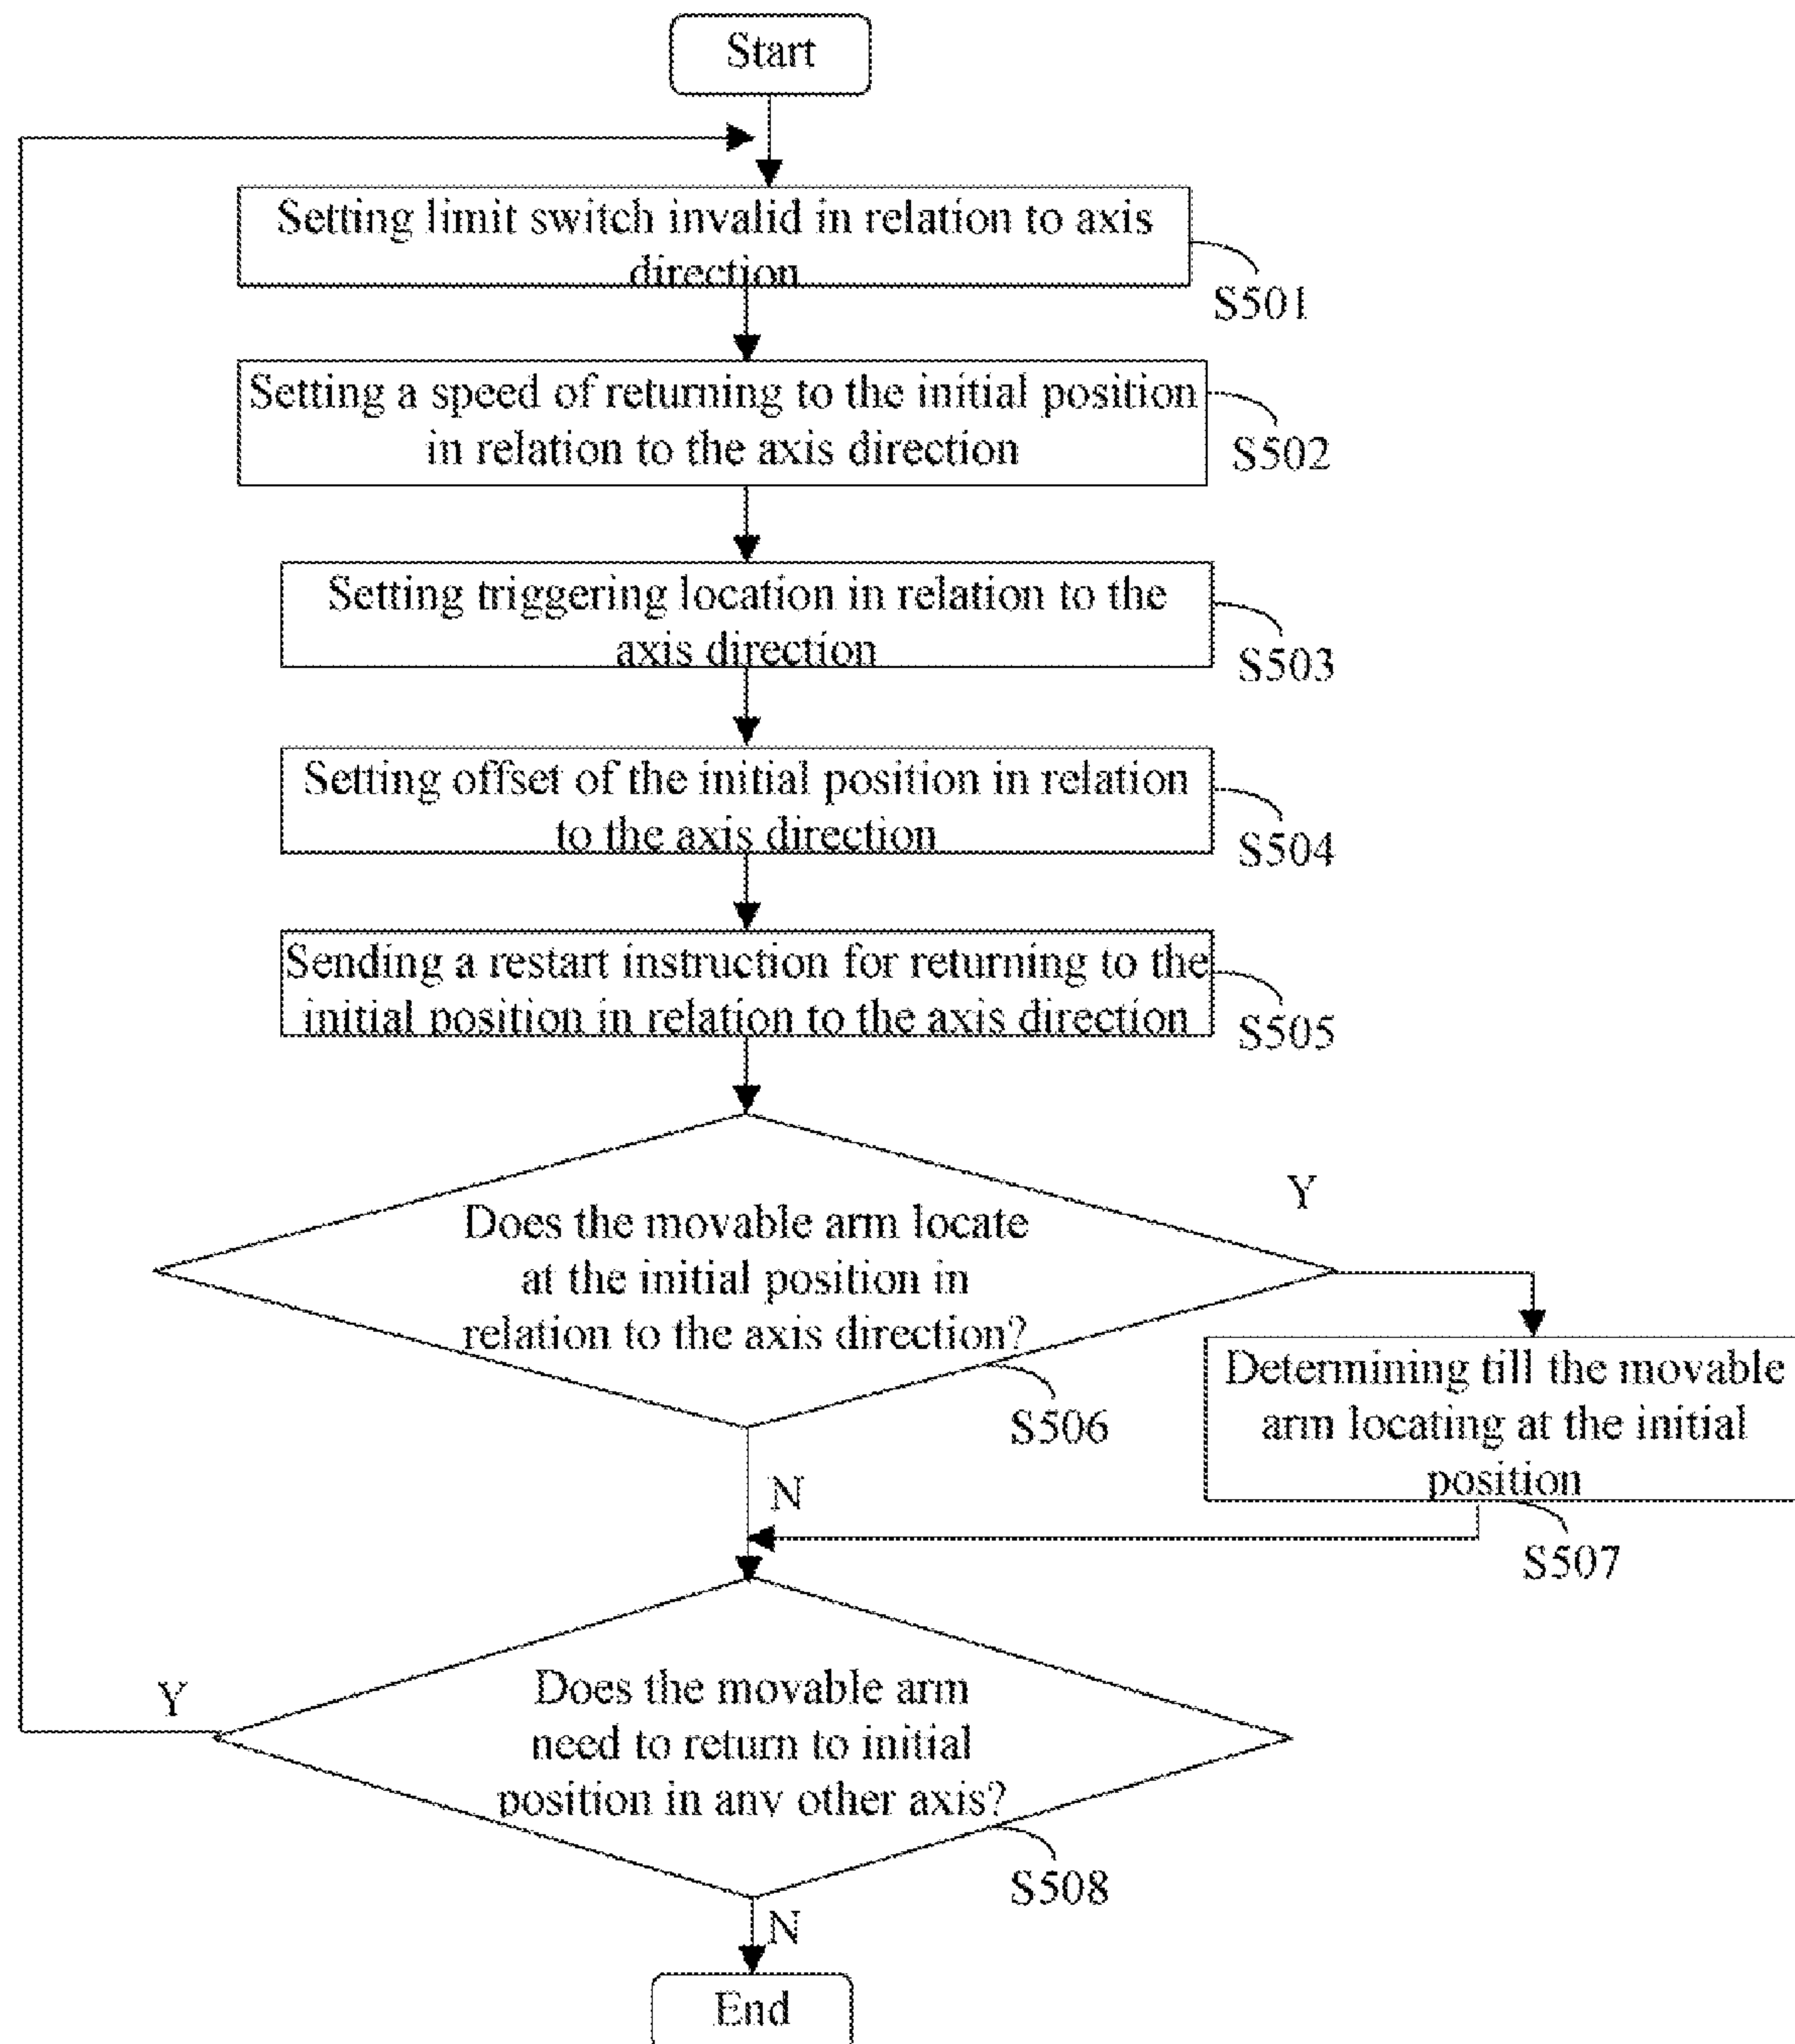 Start
Setting limit switch invalid in relation to axis
direction
S501
Setting a speed of returning to the initial position
in relation to the axis direction
S502
Setting triggering location in relation to the
axis direction
S503
Setting offset of the initial position in relation
to the axis direction
S504
Sending a restart instruction for returning to the
initial position in relation to the axis direction
S505
Y
Does the movable arm locate
at the initial position in
relation to the axis direction?
S506
Determining till the movable
arm locating at the initial
position
S507
N
Y
Does the movable arm
need to return to initial
position in any other axis?
S508
N
End